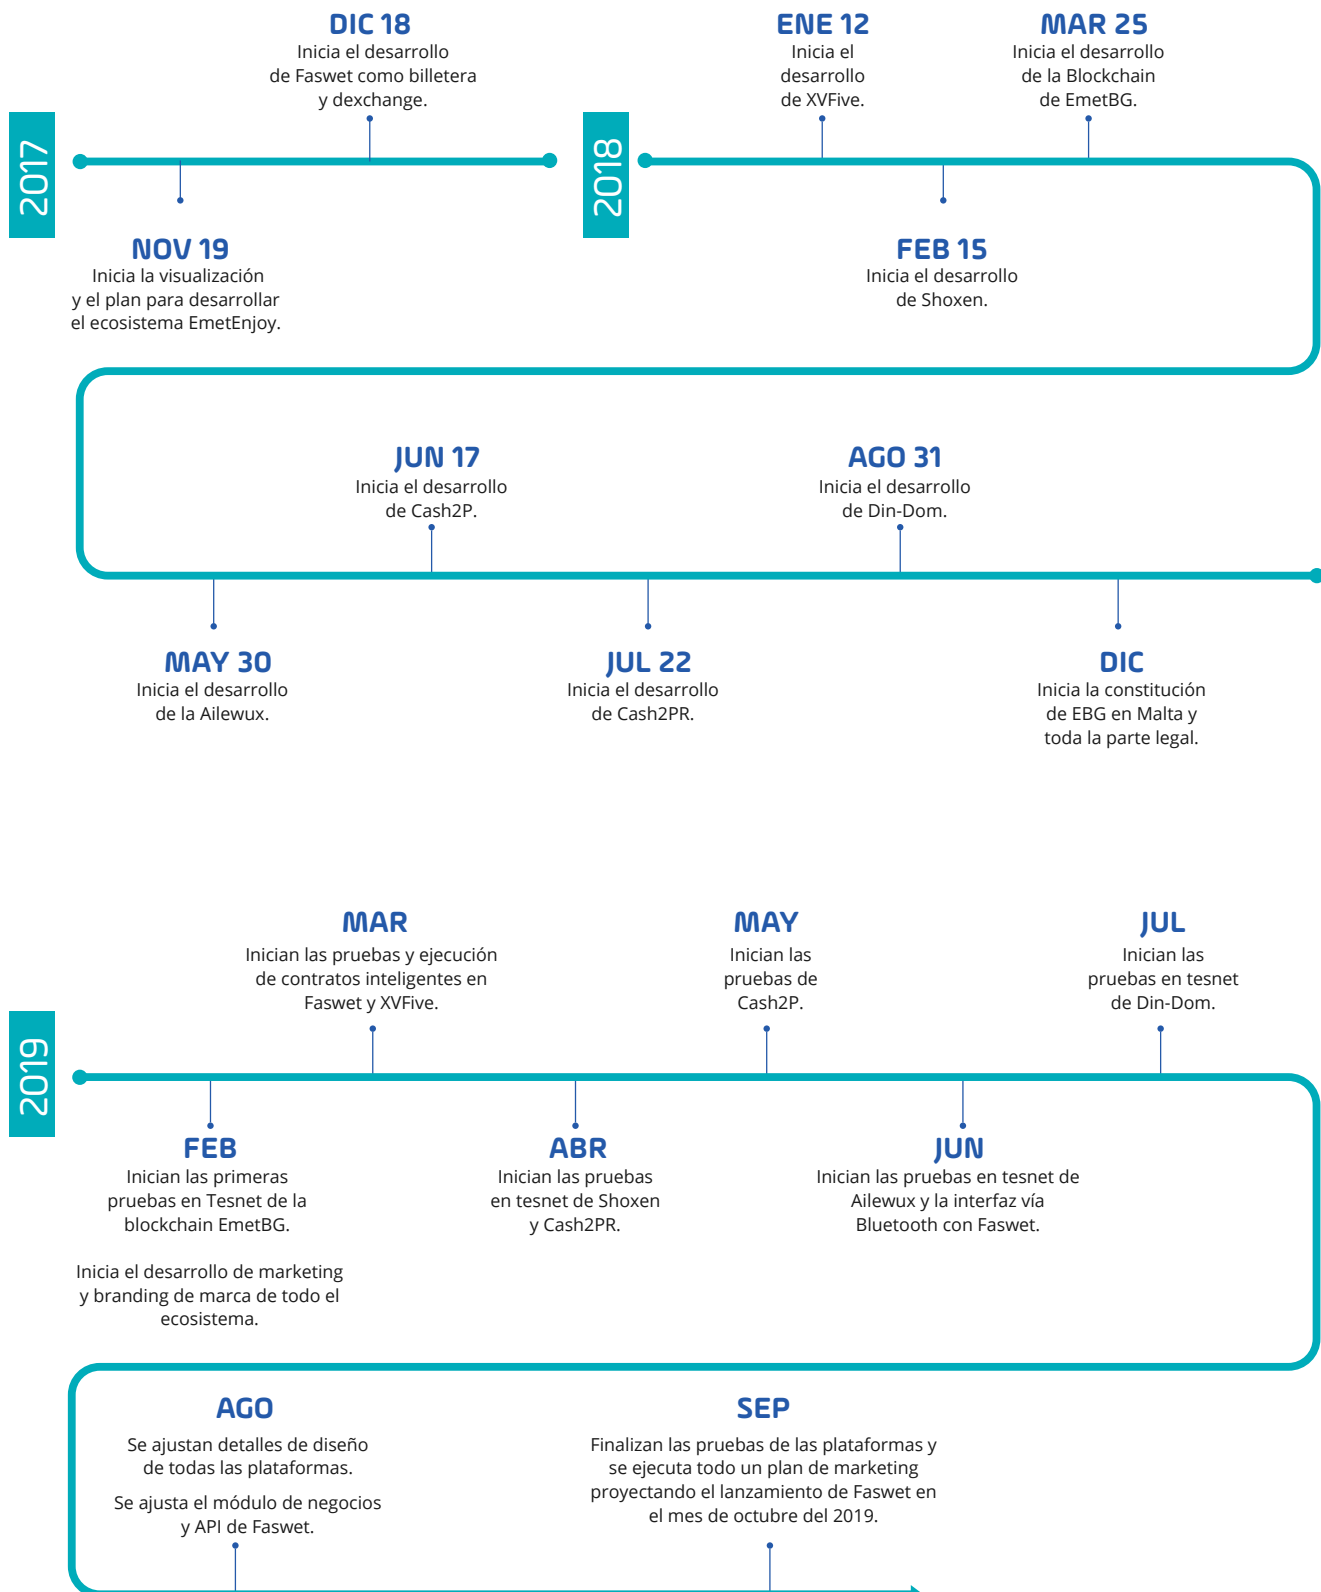 2017
DIC 18
Inicia el desarrollo
de Faswet como billetera
y dexchange.
NOV 19
Inicia la visualización
y el plan para desarrollar
el ecosistema EmetEnjoy.
2018
ENE 12
Inicia el
desarrollo
de XVFive.
FEB 15
Inicia el desarrollo
de Shoxen.
MAR 25
Inicia el desarrollo
de la Blockchain
de EmetBG.
MAY 30
Inicia el desarrollo
de la Ailewux.
JUN 17
Inicia el desarrollo
de Cash2P.
JUL 22
Inicia el desarrollo
de Cash2PR.
AGO 31
Inicia el desarrollo
de Din-Dom.
DIC
Inicia la constitución
de EBG en Malta y
toda la parte legal.
2019
FEB
Inician las primeras
pruebas en Tesnet de la
blockchain EmetBG.
Inicia el desarrollo de marketing
y branding de marca de todo el
ecosistema.
MAR
Inician las pruebas y ejecución
de contratos inteligentes en
Faswet y XVFive.
ABR
Inician las pruebas
en tesnet de Shoxen
y Cash2PR.
MAY
Inician las
pruebas de
Cash2P.
JUN
Inician las pruebas en tesnet de
Ailewux y la interfaz vía
Bluetooth con Faswet.
JUL
Inician las
pruebas en tesnet
de Din-Dom.
AGO
Se ajustan detalles de diseño
de todas las plataformas.
Se ajusta el módulo de negocios
y API de Faswet.
SEP
Finalizan las pruebas de las plataformas y
se ejecuta todo un plan de marketing
proyectando el lanzamiento de Faswet en
el mes de octubre del 2019.